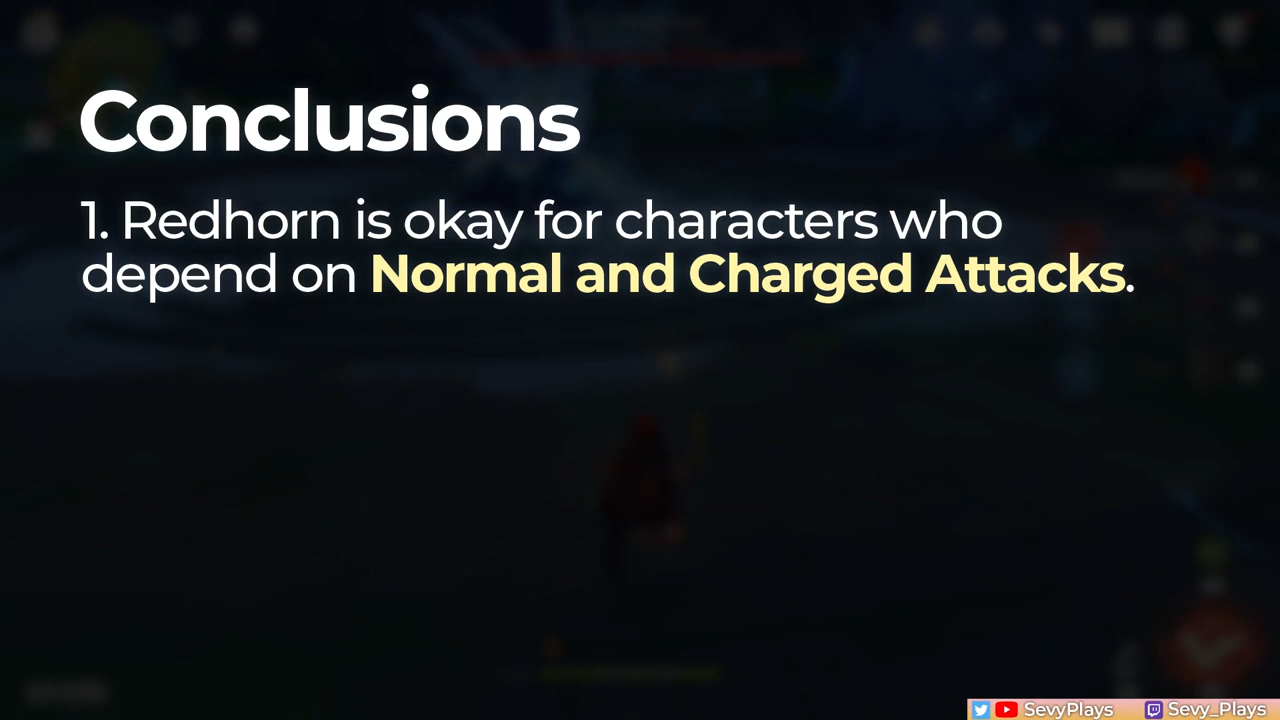 Conclusions
1. Redhorn is okay for characters who
depend on Normal and Charged Attacks.
SevyPlays Sevy_Plays